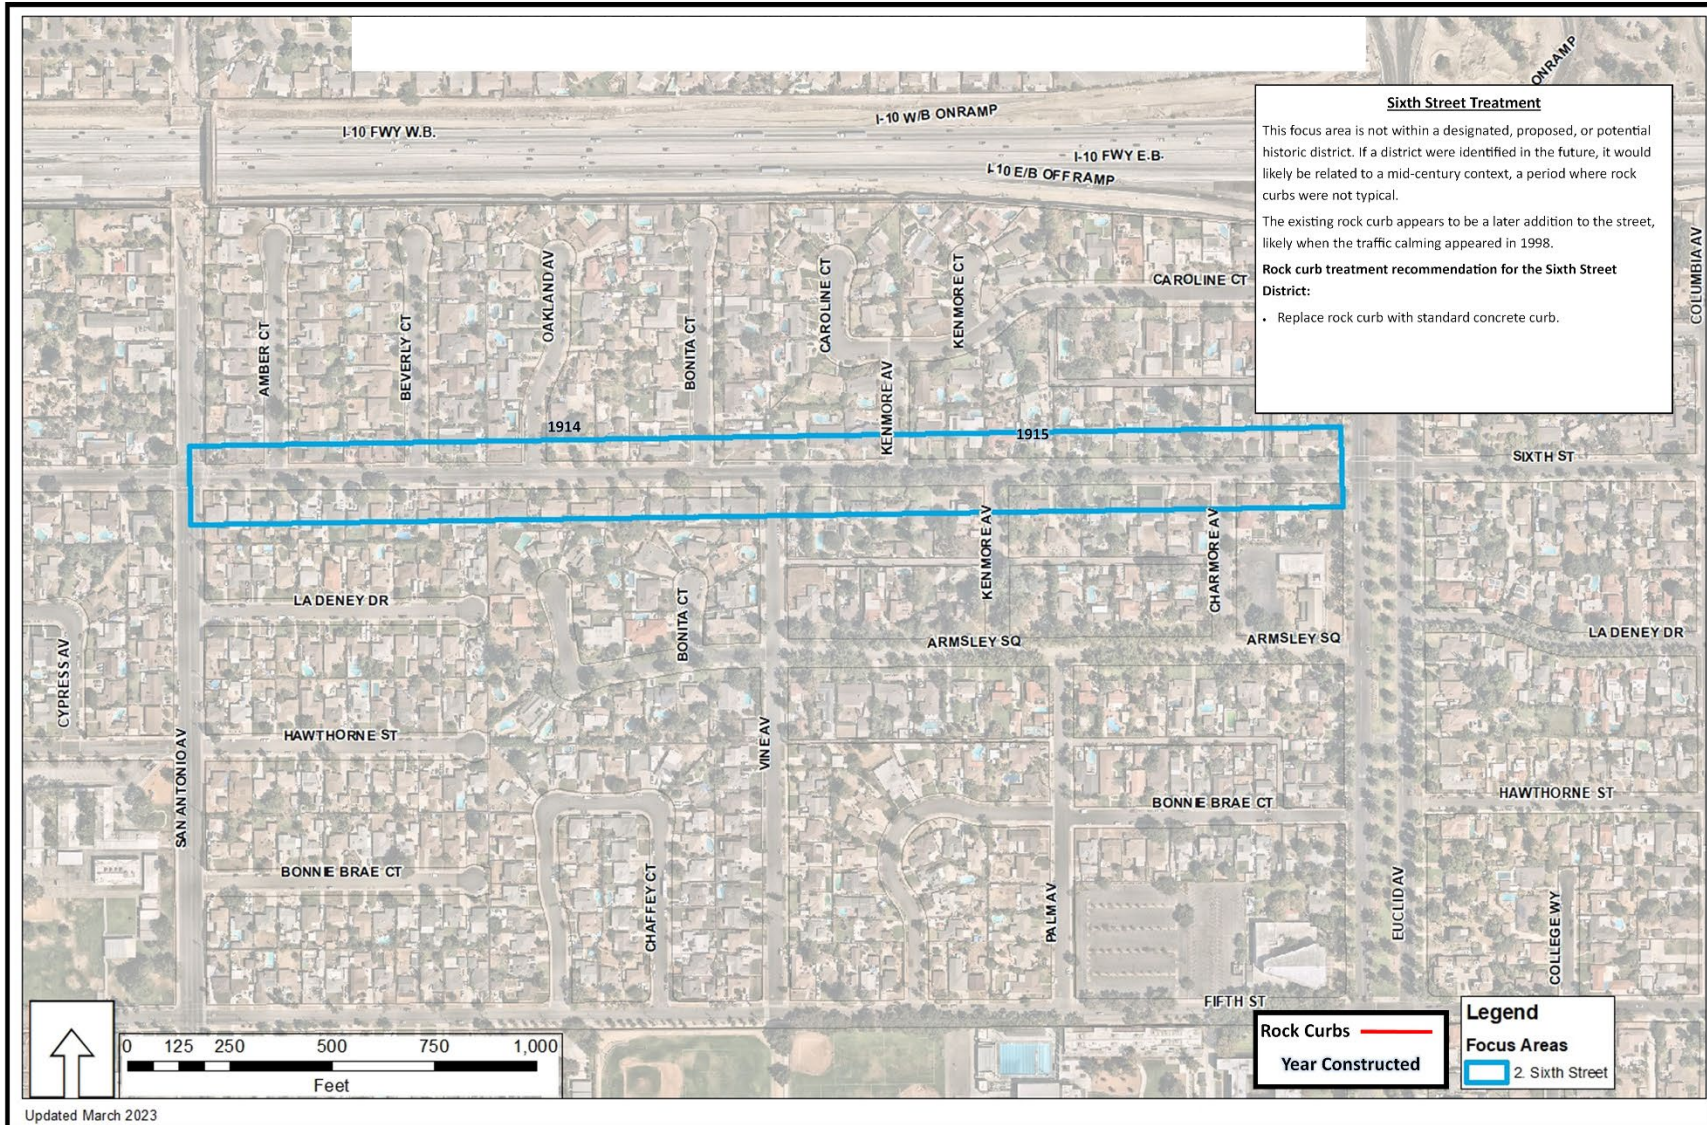 ONRAMP
I-10 W/B ONRAMP
I-10 FWY W.B.
I-10 FWY E.B.
I-10 E/B OFF RAMP
Sixth Street Treatment
This focus area is not within a designated, proposed, or potential
historic district. If a district were identified in the future, it would
likely be related to a mid-century context, a period where rock
curbs were not typical.
The existing rock curb appears to be a later addition to the street,
likely when the traffic calming appeared in 1998.
Rock curb treatment recommendation for the Sixth Street
District:
• Replace rock curb with standard concrete curb.
COLUMBIA AV
AMBER CT
BEVERLY CT
OAKLAND AV
BONITA CT
CAROLINE CT
KENMORE CT
CAROLINE CT
KENMORE AV
1914
1915
SIXTH ST
KENMORE AV
CHARMORE AV
LA DENEY DR
BONITA CT
ARMSLEY SQ
ARMSLEY SQ
LA DENEY DR
CYPRESS AV
SAN ANTONIO AV
HAWTHORNE ST
VINE AV
BONNIE BRAE CT
HAWTHORNE ST
BONNIE BRAE CT
CHAFFEY CT
PALM AV
EUCLID AV
COLLEGE WY
FIFTH ST
0 125 250 500 750 1,000
Feet
Rock Curbs
Year Constructed
Legend
Focus Areas
2. Sixth Street
Updated March 2023